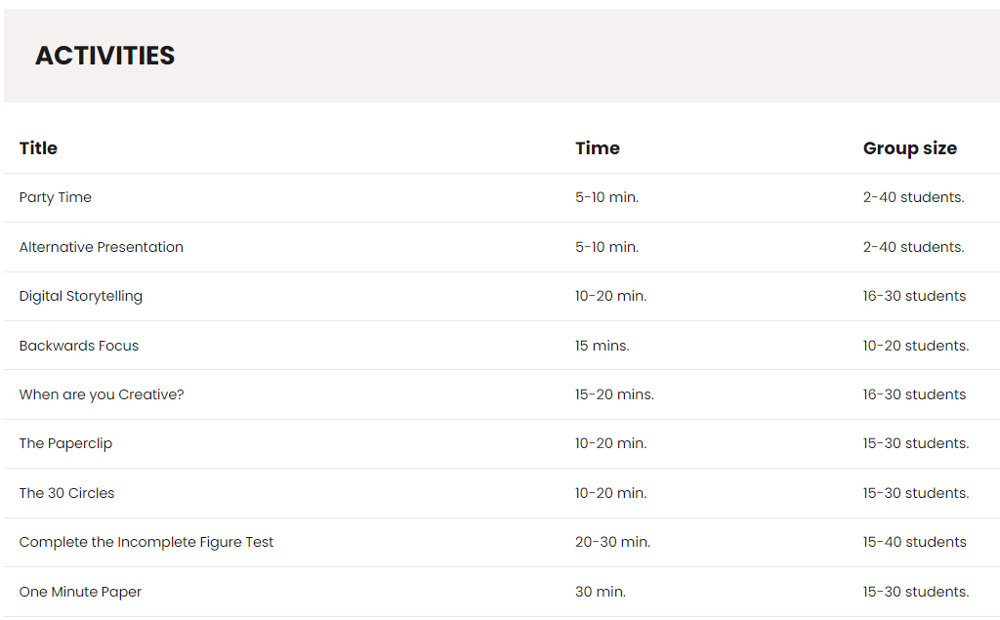 ACTIVITIES
Title Time Group size
Party Time 5-10 min. 2-40 students.
Alternative Presentation 5-10 min. 2-40 students.
Digital Storytelling 10-20 min. 16-30 students
Backwards Focus 15 mins. 10-20 students.
When are you Creative? 15-20 mins. 16-30 students
The Paperclip 10-20 min. 15-30 students.
The 30 Circles 10-20 min. 15-30 students.
Complete the Incomplete Figure Test 20-30 min. 15-40 students
One Minute Paper 30 min. 15-30 students.